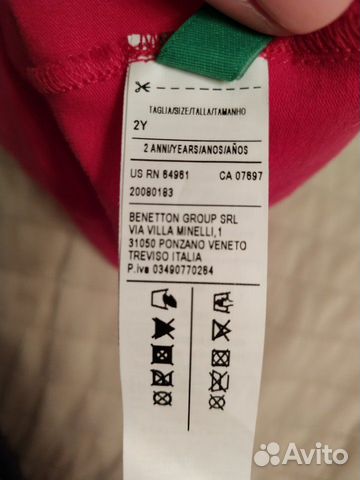 TAGLIA/SIZE/TALLA/TAMANHO
2Y
2 ANNI/YEARS/ANOS/AÑOS
US RN 64961 CA 07697
20080183
BENETTON GROUP SRL
VIA VILLA MINELLI,1
31050 PONZANO VENETO
TREVISO ITALIA
P.iva 03490770264
Avito